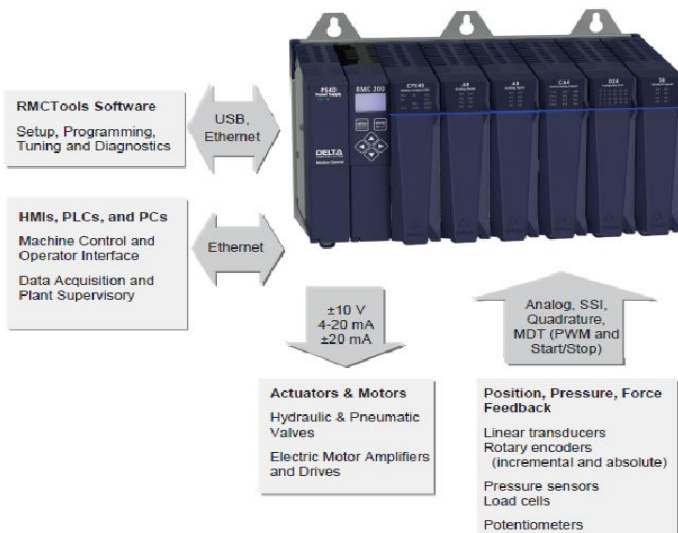 PS4D
RMC 200
CA4
D24
DELTA
RMCTools Software
Setup, Programming,
Tuning and Diagnostics
USB,
Ethernet
HMIs, PLCs, and PCs
Machine Control and
Operator Interface
Data Acquisition and
Plant Supervisory
Ethernet
±10 V
4-20 mA
±20 mA
Analog, SSI,
Quadrature,
MDT (PWM and
Start/Stop)
Actuators & Motors
Hydraulic & Pneumatic
Valves
Electric Motor Amplifiers
and Drives
Position, Pressure, Force
Feedback
Linear transducers
Rotary encoders
(incremental and absolute)
Pressure sensors
Load cells
Potentiometers